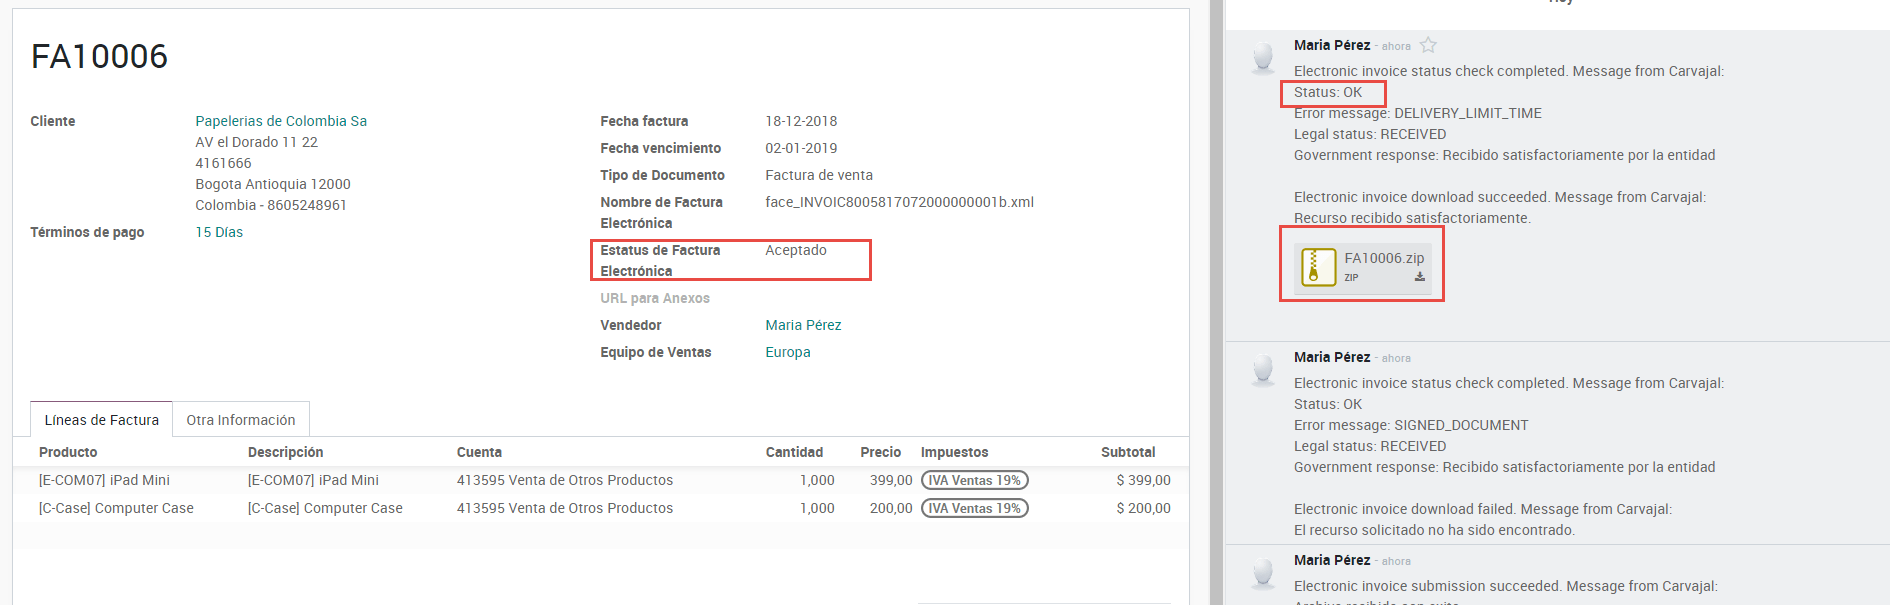 FA10006
Cliente
Papelerias de Colombia Sa
AV el Dorado 11 22
4161666
Bogota Antioquia 12000
Colombia - 8605248961
Términos de pago
15 Días
Fecha factura 18-12-2018
Fecha vencimiento 02-01-2019
Tipo de Documento Factura de venta
Nombre de Factura face_INVOIC8005817072000000001b.xml
Electrónica
Estatus de Factura Aceptado
Electrónica
URL para Anexos
Vendedor Maria Pérez
Equipo de Ventas Europa
Líneas de Factura Otra Información
Producto Descripción Cuenta Cantidad Precio Impuestos Subtotal
[E-COM07] iPad Mini [E-COM07] iPad Mini 413595 Venta de Otros Productos 1,000 399,00 IVA Ventas 19% $ 399,00
[C-Case] Computer Case [C-Case] Computer Case 413595 Venta de Otros Productos 1,000 200,00 IVA Ventas 19% $ 200,00
Hoy
Maria Pérez - ahora
Electronic invoice status check completed. Message from Carvajal:
Status: OK
Error message: DELIVERY_LIMIT_TIME
Legal status: RECEIVED
Government response: Recibido satisfactoriamente por la entidad
Electronic invoice download succeeded. Message from Carvajal:
Recurso recibido satisfactoriamente.
FA10006.zip
ZIP
Maria Pérez - ahora
Electronic invoice status check completed. Message from Carvajal:
Status: OK
Error message: SIGNED_DOCUMENT
Legal status: RECEIVED
Government response: Recibido satisfactoriamente por la entidad
Electronic invoice download failed. Message from Carvajal:
El recurso solicitado no ha sido encontrado.
Maria Pérez - ahora
Electronic invoice submission succeeded. Message from Carvajal:
Archivo recibido con exito